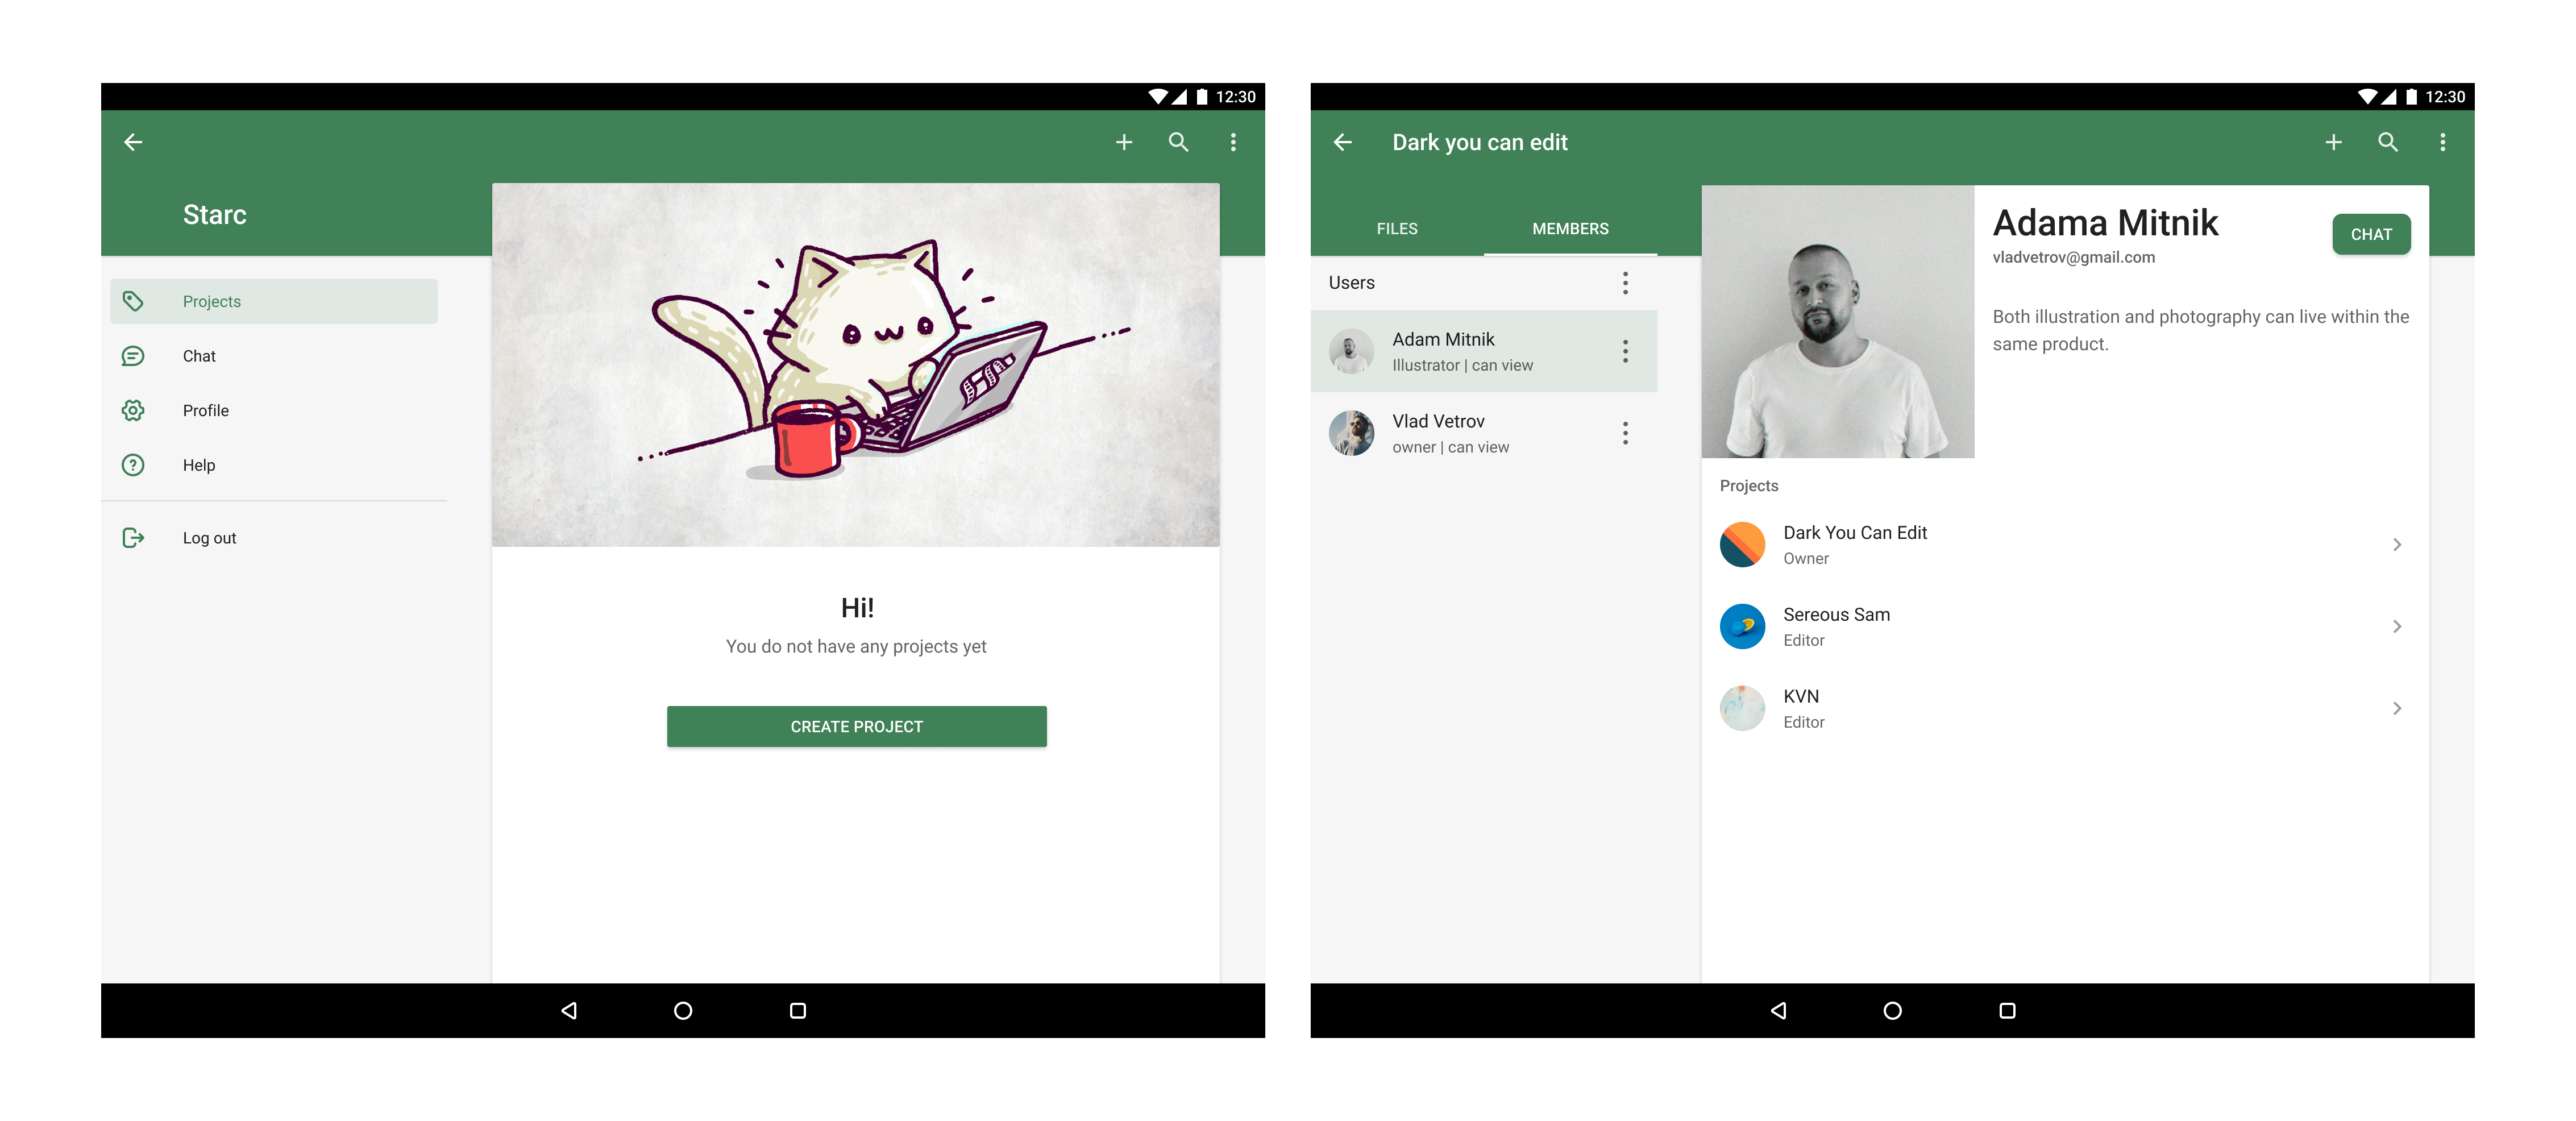 12:30
Starc
Projects
Chat
Profile
Help
Log out
Hi!
You do not have any projects yet
CREATE PROJECT
12:30
Dark you can edit
FILES
MEMBERS
Users
Adam Mitnik
Illustrator | can view
Vlad Vetrov
owner | can view
Adama Mitnik
vladvetrov@gmail.com
CHAT
Both illustration and photography can live within the
same product.
Projects
Dark You Can Edit
Owner
Sereous Sam
Editor
KVN
Editor